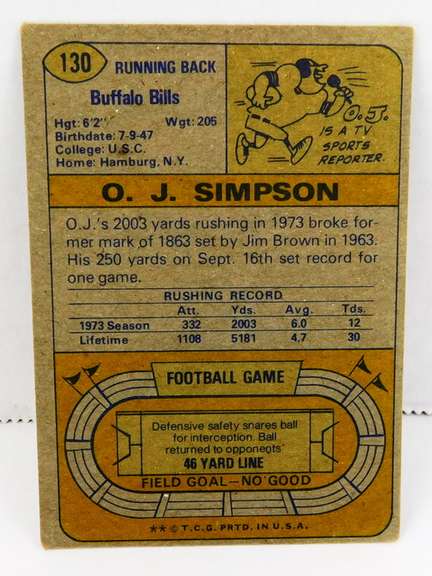 130
RUNNING BACK
Buffalo Bills
Hgt: 6'2" Wgt: 205
Birthdate: 7-9-47
College: U.S.C.
Home: Hamburg, N.Y.
O.J.
IS A TV
SPORTS
REPORTER.
O. J. SIMPSON
O.J.'s 2003 yards rushing in 1973 broke for-
mer mark of 1863 set by Jim Brown in 1963.
His 250 yards on Sept. 16th set record for
one game.
RUSHING RECORD
Att. Yds. Avg. Tds.
1973 Season 332 2003 6.0 12
Lifetime 1108 5181 4.7 30
FOOTBALL GAME
Defensive safety snares ball
for interception. Ball
returned to opponents'
46 YARD LINE
FIELD GOAL—NO GOOD
** © T.C.G. PRTD. IN U.S.A.